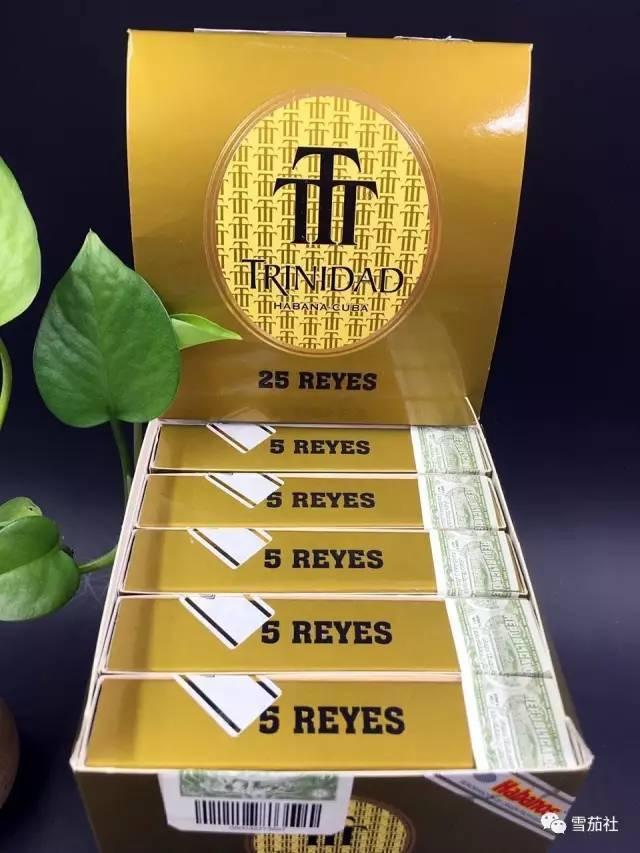 TTT
TRINIDAD
HABANA-CUBA
25 REYES
5 REYES
5 REYES
5 REYES
5 REYES
5 REYES
Habanos
雪茄社